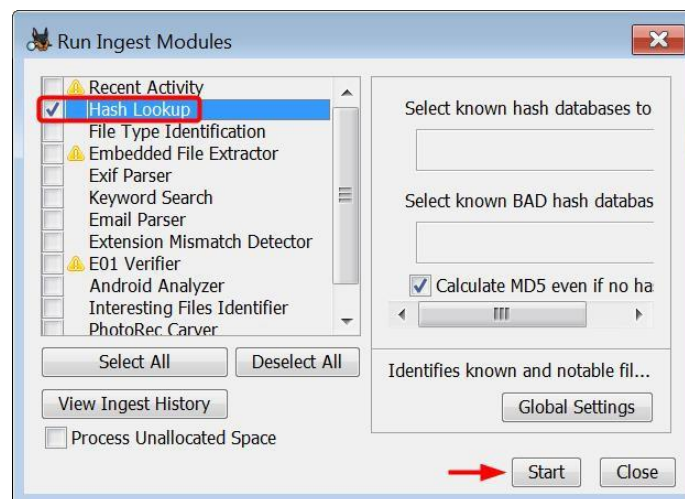 Run Ingest Modules
Recent Activity
Hash Lookup
File Type Identification
Embedded File Extractor
Exif Parser
Keyword Search
Email Parser
Extension Mismatch Detector
E01 Verifier
Android Analyzer
Interesting Files Identifier
PhotoRec Carver
Select All
Deselect All
View Ingest History
Process Unallocated Space
Select known hash databases to
Select known BAD hash databas
Calculate MD5 even if no ha
Identifies known and notable fil...
Global Settings
Start
Close